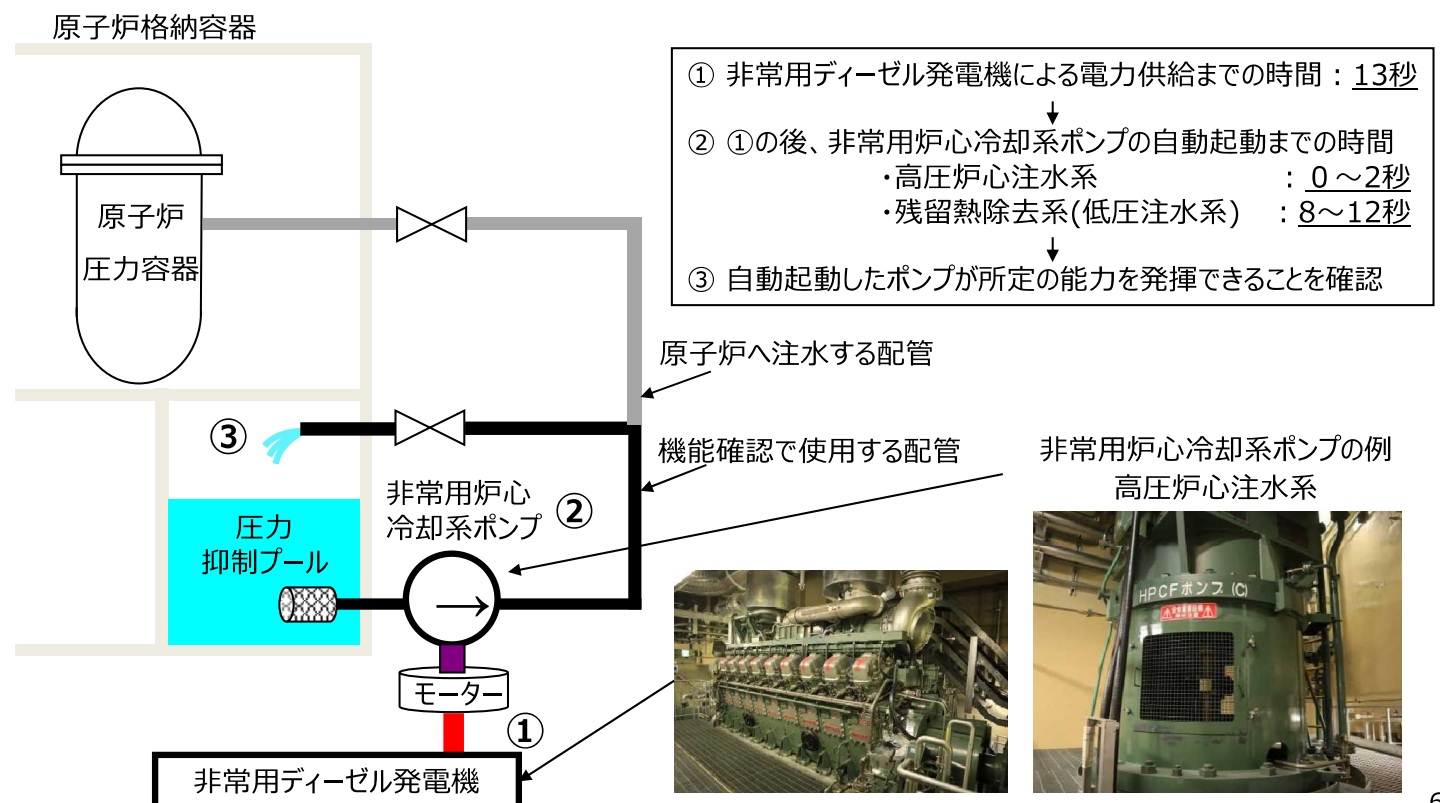 原子炉格納容器
① 非常用ディーゼル発電機による電力供給までの時間：13秒
② ①の後、非常用炉心冷却系ポンプの自動起動までの時間
・高圧炉心注水系 ：０～2秒
・残留熱除去系(低圧注水系) ：8～12秒
③ 自動起動したポンプが所定の能力を発揮できることを確認
原子炉
圧力容器
原子炉へ注水する配管
③
機能確認で使用する配管
非常用炉心冷却系ポンプの例
高圧炉心注水系
非常用炉心
冷却系ポンプ
②
圧力
抑制プール
HPCFポンプ (C)
モーター
①
非常用ディーゼル発電機